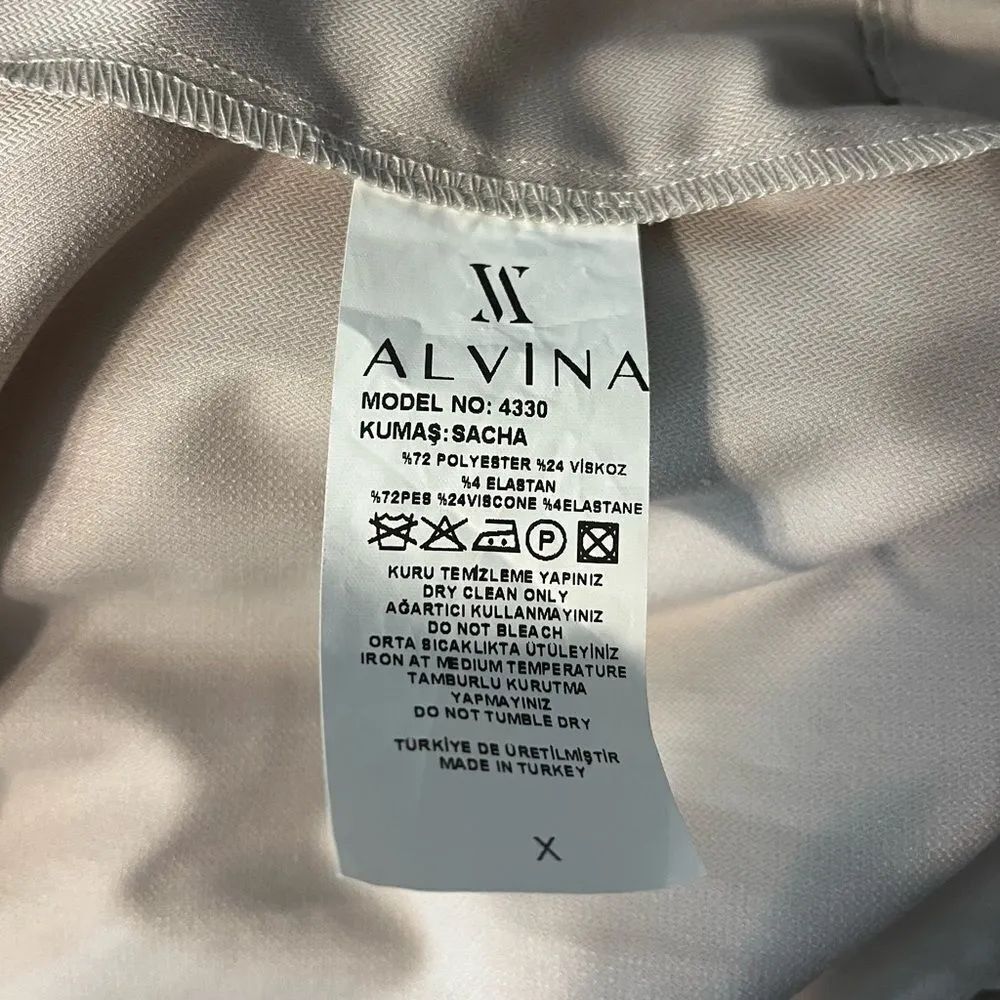 ALVINA
MODEL NO: 4330
KUMAŞ:SACHA
%72 POLYESTER %24 VİSKOZ
%4 ELASTAN
%72PES %24VISCONE %4ELASTANE
P
KURU TEMİZLEME YAPINIZ
DRY CLEAN ONLY
AĞARTICI KULLANMAYINIZ
DO NOT BLEACH
ORTA SICAKLIKTA ÜTÜLEYİNİZ
IRON AT MEDIUM TEMPERATURE
TAMBURLU KURUTMA
YAPMAYINIZ
DO NOT TUMBLE DRY
TÜRKİYE DE ÜRETİLMİŞTİR
MADE IN TURKEY
X